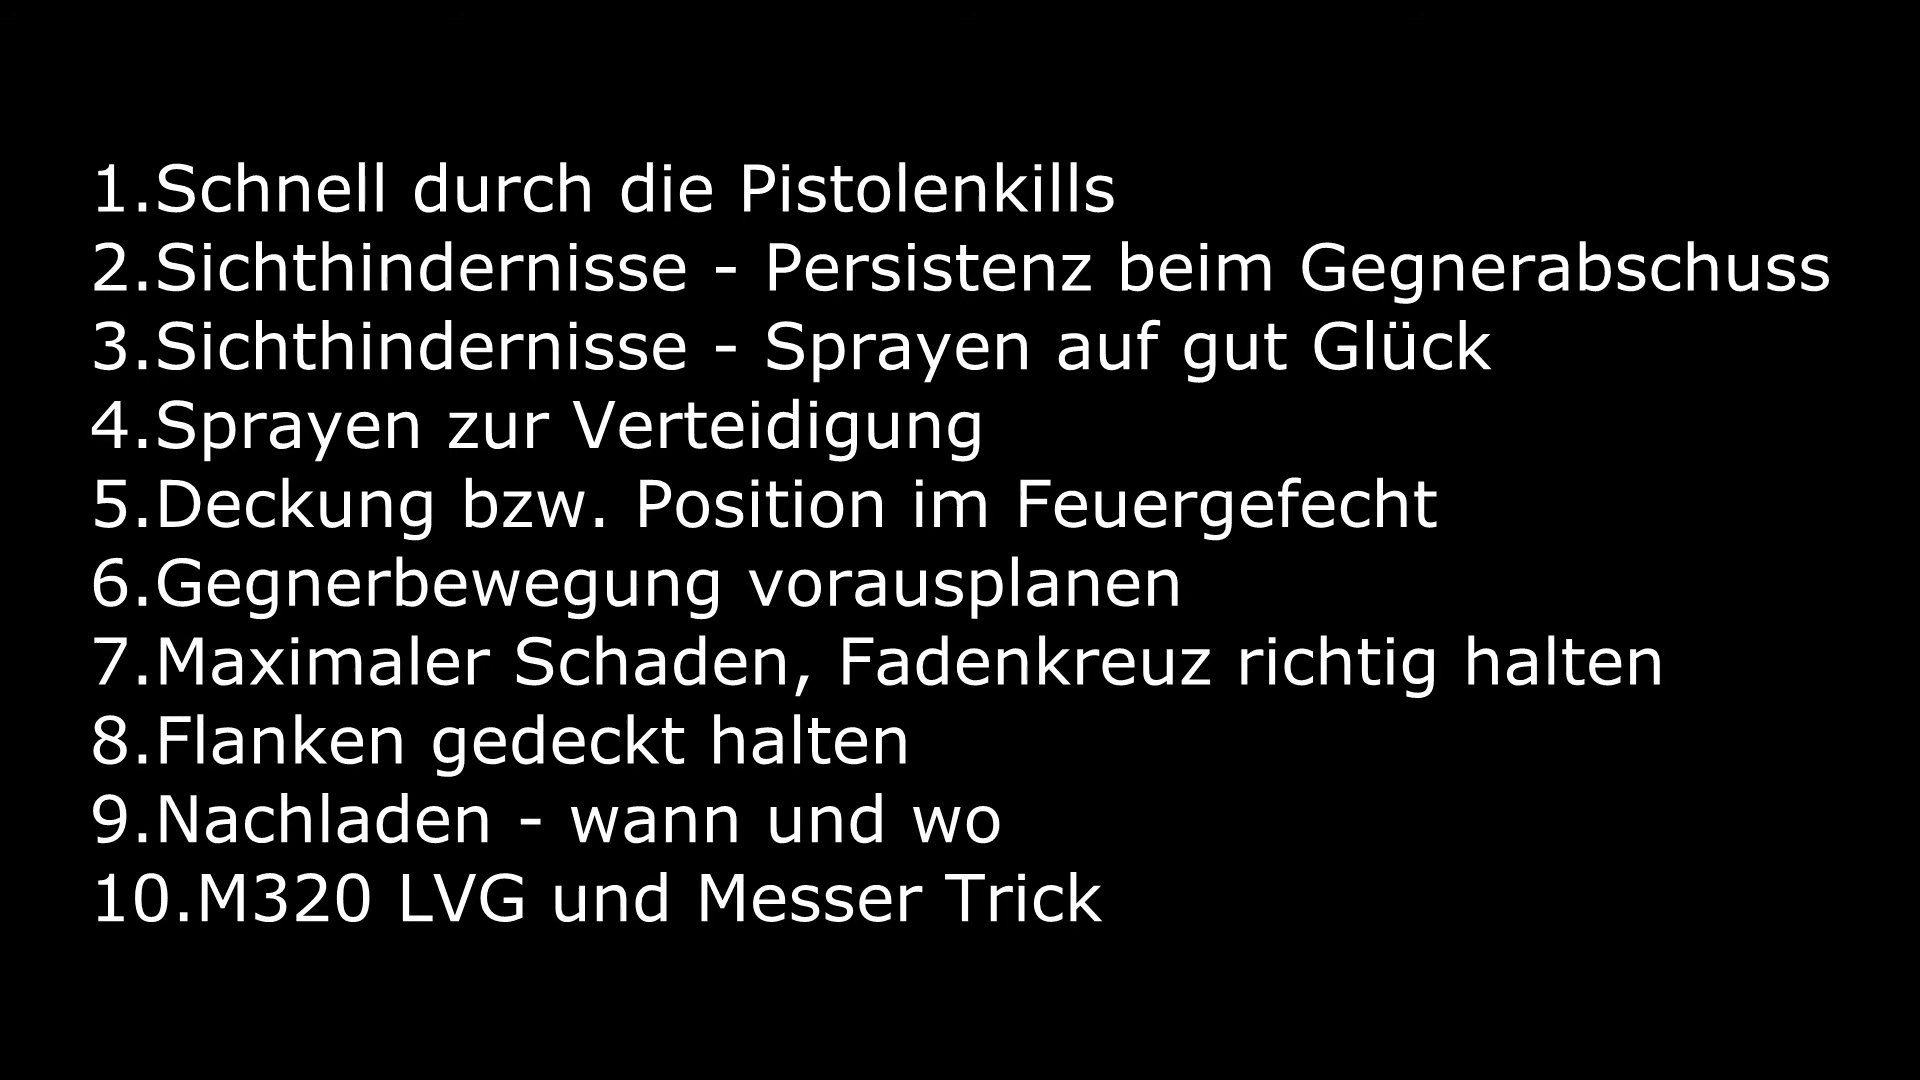 1.Schnell durch die Pistolenkills
2.Sichthindernisse - Persistenz beim Gegnerabschuss
3.Sichthindernisse - Sprayen auf gut Glück
4.Sprayen zur Verteidigung
5.Deckung bzw. Position im Feuergefecht
6.Gegnerbewegung vorausplanen
7.Maximaler Schaden, Fadenkreuz richtig halten
8.Flanken gedeckt halten
9.Nachladen - wann und wo
10.M320 LVG und Messer Trick